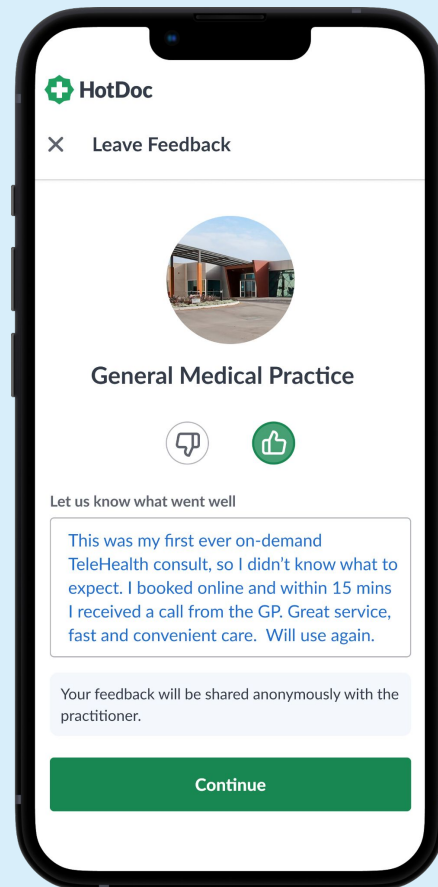 HotDoc
Leave Feedback
General Medical Practice
Let us know what went well
This was my first ever on-demand
TeleHealth consult, so I didn’t know what to
expect. I booked online and within 15 mins
I received a call from the GP. Great service,
fast and convenient care.  Will use again.
Your feedback will be shared anonymously with the
practitioner.
Continue